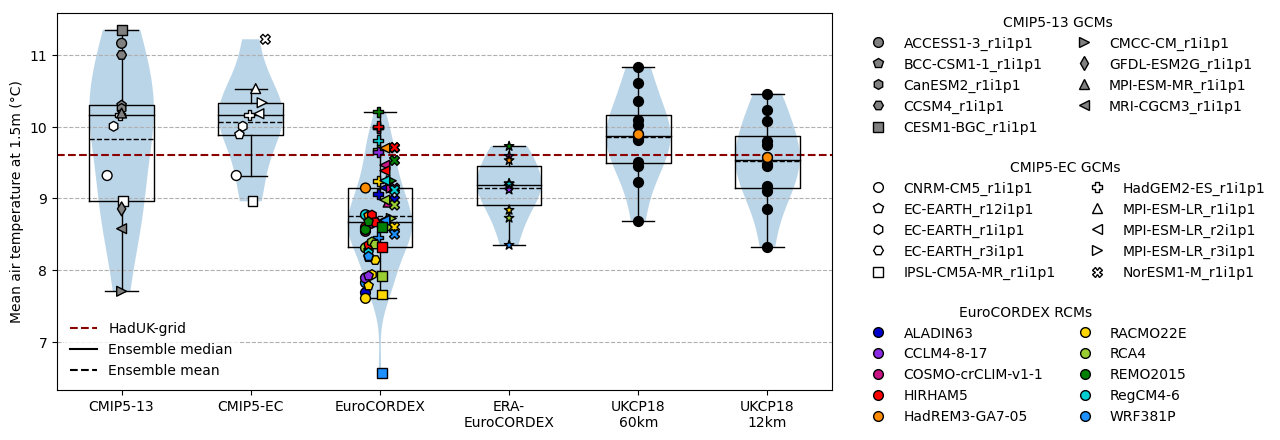 Mean air temperature at 1.5m (°C)
11
10
9
8
7
HadUK-grid
Ensemble median
Ensemble mean
CMIP5-13
CMIP5-EC
EuroCORDEX
ERA-
EuroCORDEX
UKCP18
60km
UKCP18
12km
CMIP5-13 GCMs
ACCESS1-3_r1i1p1
BCC-CSM1-1_r1i1p1
CanESM2_r1i1p1
CCSM4_r1i1p1
CESM1-BGC_r1i1p1
CMCC-CM_r1i1p1
GFDL-ESM2G_r1i1p1
MPI-ESM-MR_r1i1p1
MRI-CGCM3_r1i1p1
CMIP5-EC GCMs
CNRM-CM5_r1i1p1
EC-EARTH_r12i1p1
EC-EARTH_r1i1p1
EC-EARTH_r3i1p1
IPSL-CM5A-MR_r1i1p1
HadGEM2-ES_r1i1p1
MPI-ESM-LR_r1i1p1
MPI-ESM-LR_r2i1p1
MPI-ESM-LR_r3i1p1
NorESM1-M_r1i1p1
EuroCORDEX RCMs
ALADIN63
CCLM4-8-17
COSMO-crCLIM-v1-1
HIRHAM5
HadREM3-GA7-05
RACMO22E
RCA4
REMO2015
RegCM4-6
WRF381P